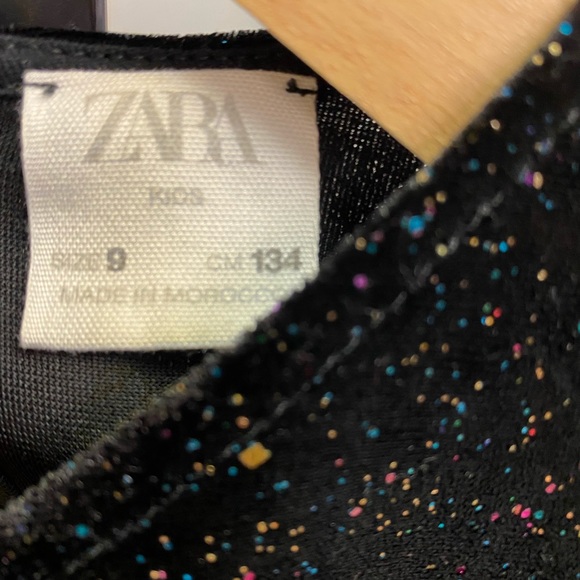 ZARA
KIDS
SIZE 9 CM 134
MADE IN MOROCCO